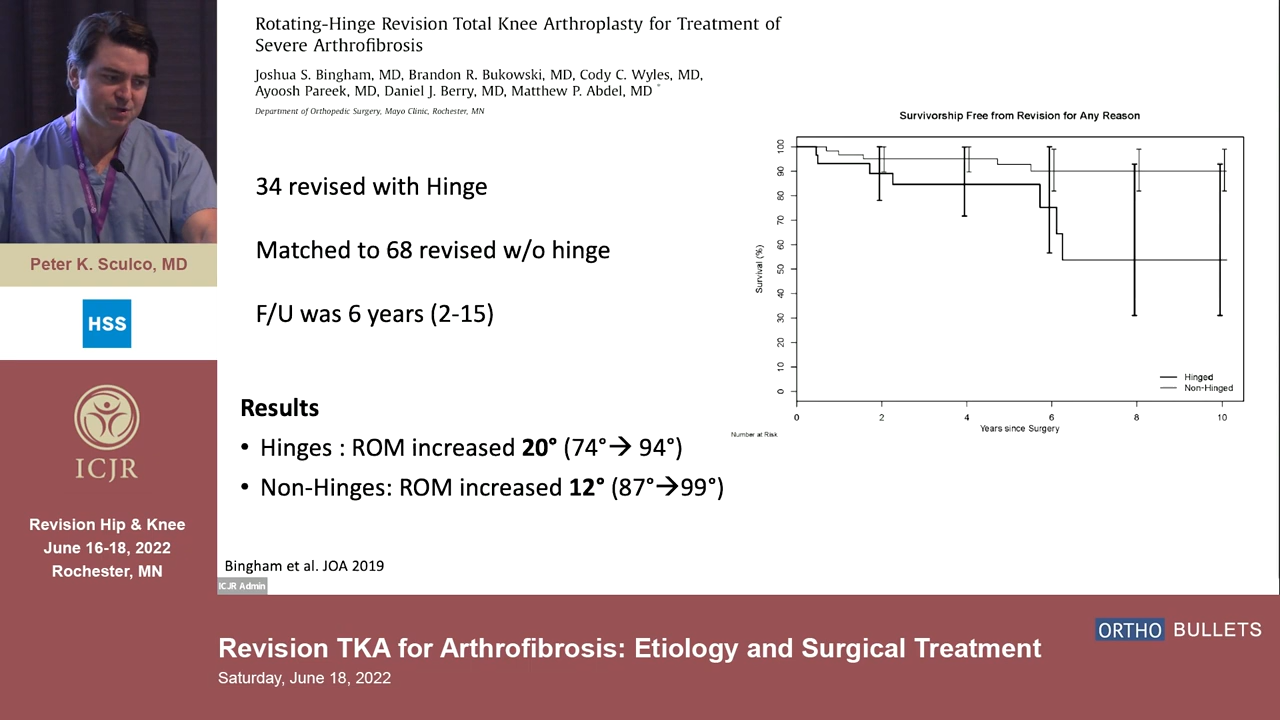 Rotating-Hinge Revision Total Knee Arthroplasty for Treatment of
Severe Arthrofibrosis
Joshua S. Bingham, MD, Brandon R. Bukowski, MD, Cody C. Wyles, MD,
Ayoosh Pareek, MD, Daniel J. Berry, MD, Matthew P. Abdel, MD *
Department of Orthopedic Surgery, Mayo Clinic, Rochester, MN
34 revised with Hinge
Matched to 68 revised w/o hinge
F/U was 6 years (2-15)
Results
• Hinges : ROM increased 20° (74°→ 94°)
• Non-Hinges: ROM increased 12° (87°→99°)
Bingham et al. JOA 2019
ICJR Admin
Survivorship Free from Revision for Any Reason
Survival (%)
100
90
80
70
60
50
40
30
20
10
0
Hinged
Non-Hinged
0 2 4 6 8 10
Years since Surgery
Number at Risk
Peter K. Sculco, MD
HSS
ICJR
Revision Hip & Knee
June 16-18, 2022
Rochester, MN
Revision TKA for Arthrofibrosis: Etiology and Surgical Treatment
Saturday, June 18, 2022
ORTHO BULLETS